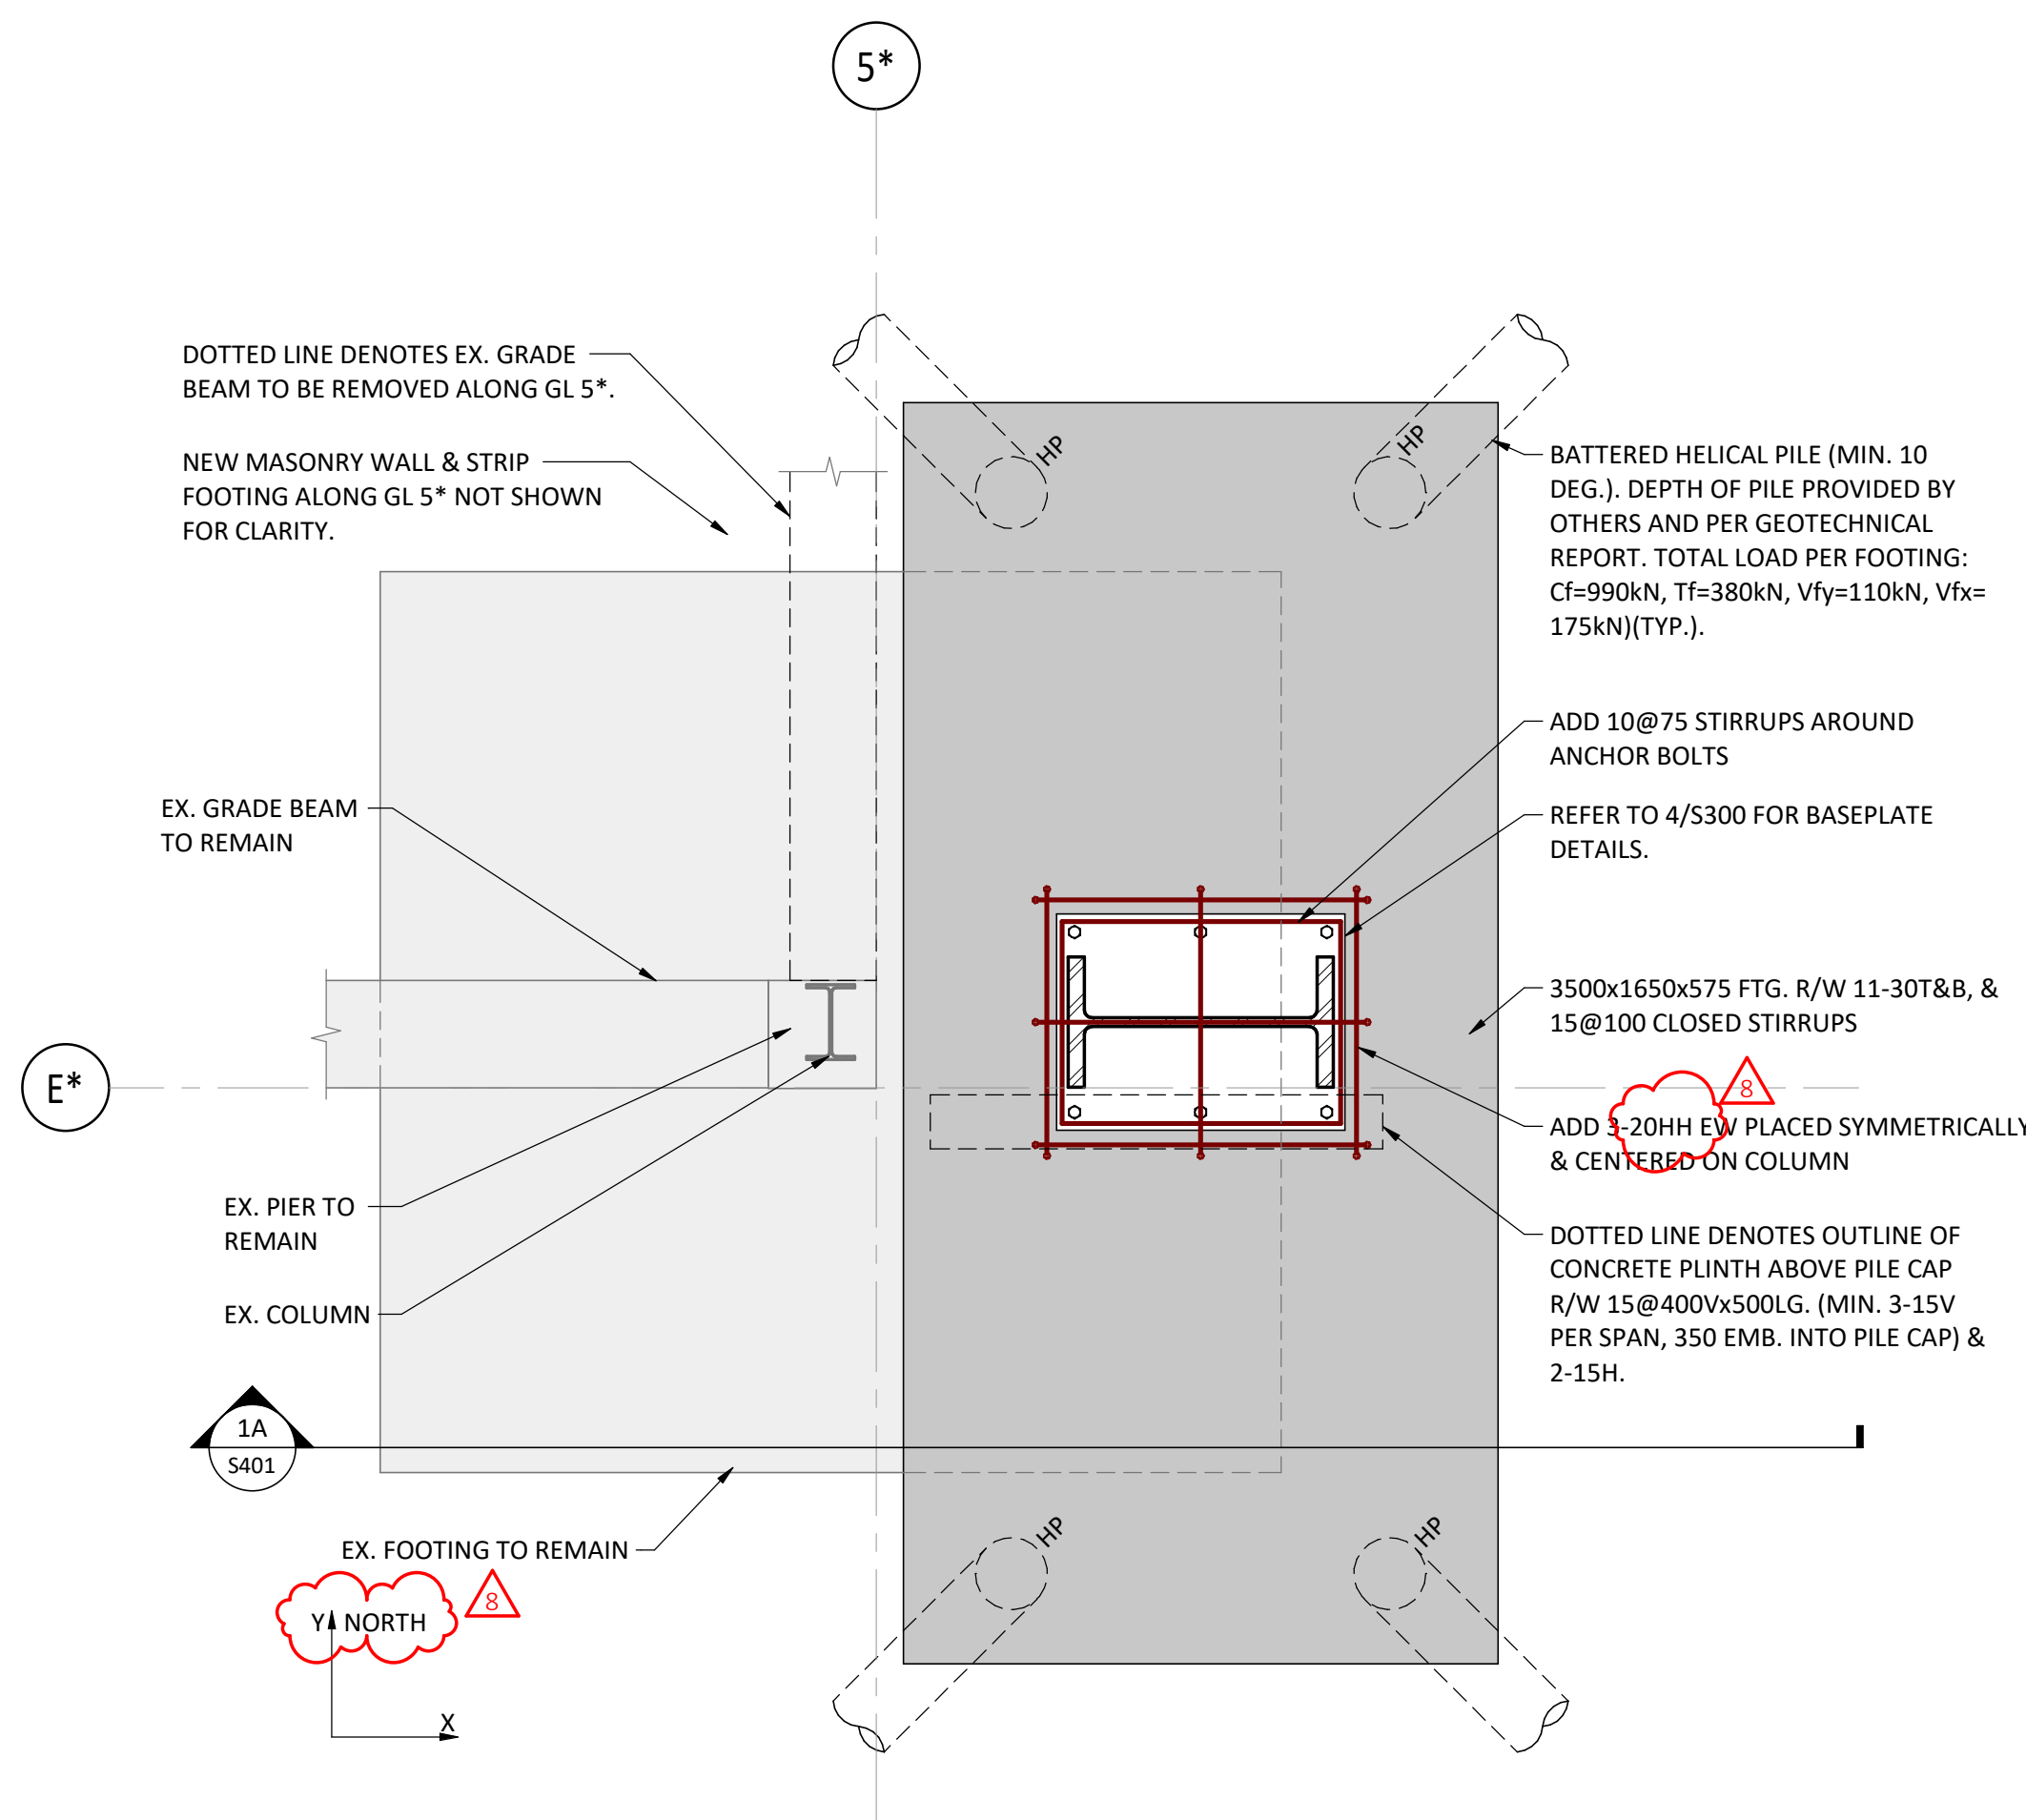 5*
DOTTED LINE DENOTES EX. GRADE
BEAM TO BE REMOVED ALONG GL 5*.
NEW MASONRY WALL & STRIP
FOOTING ALONG GL 5* NOT SHOWN
FOR CLARITY.
EX. GRADE BEAM
TO REMAIN
E*
EX. PIER TO
REMAIN
EX. COLUMN
1A
S401
EX. FOOTING TO REMAIN
8
Y NORTH
X
HP
HP
HP
HP
BATTERED HELICAL PILE (MIN. 10
DEG.). DEPTH OF PILE PROVIDED BY
OTHERS AND PER GEOTECHNICAL
REPORT. TOTAL LOAD PER FOOTING:
Cf=990kN, Tf=380kN, Vfy=110kN, Vfx=
175kN)(TYP.).
ADD 10@75 STIRRUPS AROUND
ANCHOR BOLTS
REFER TO 4/S300 FOR BASEPLATE
DETAILS.
3500x1650x575 FTG. R/W 11-30T&B, &
15@100 CLOSED STIRRUPS
8
ADD 3-20HH EW PLACED SYMMETRICALLY
& CENTERED ON COLUMN
DOTTED LINE DENOTES OUTLINE OF
CONCRETE PLINTH ABOVE PILE CAP
R/W 15@400Vx500LG. (MIN. 3-15V
PER SPAN, 350 EMB. INTO PILE CAP) &
2-15H.